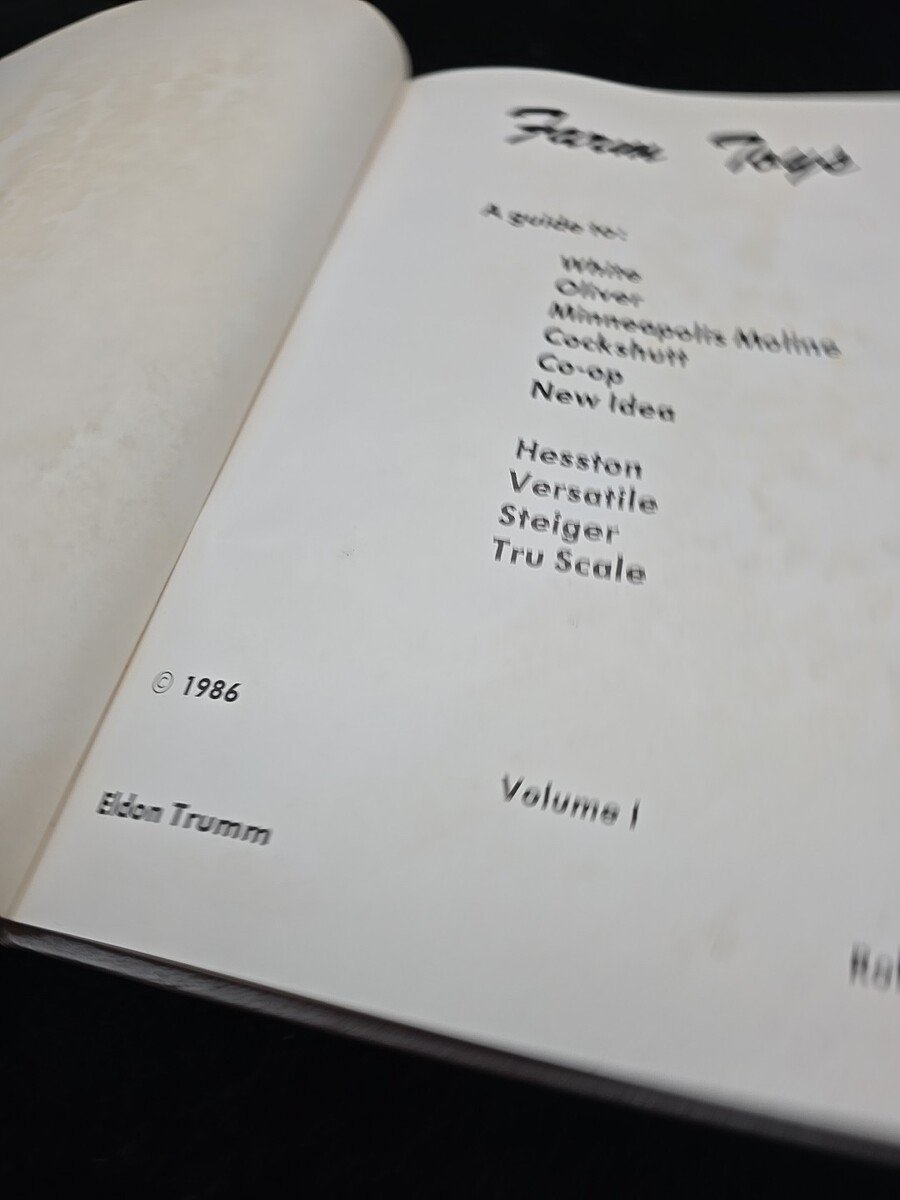 Farm Toys
A guide to:
White
Oliver
Minneapolis Moline
Cockshutt
Co-op
New Idea
Hesston
Versatile
Steiger
Tru Scale
© 1986
Volume I
Eldon Trumm